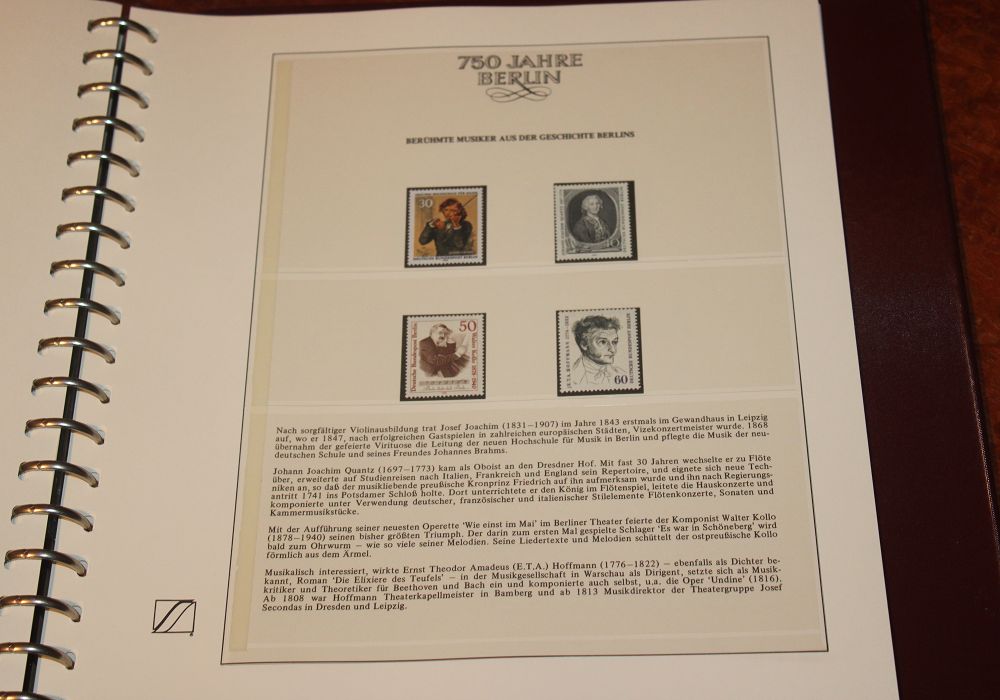 750 JAHRE
BERLIN
BERÜHMTE MUSIKER AUS DER GESCHICHTE BERLINS
30
DEUTSCHE BUNDESPOST BERLIN
50
Deutsche Bundespost Berlin
Walter Kollo 1878-1940
E.T.A. HOFFMANN 1776-1822
DEUTSCHE BUNDESPOST BERLIN
60
Nach sorgfältiger Violinausbildung trat Josef Joachim (1831—1907) im Jahre 1843 erstmals im Gewandhaus in Leipzig
auf, wo er 1847, nach erfolgreichen Gastspielen in zahlreichen europäischen Städten, Vizekonzertmeister wurde. 1868
übernahm der gefeierte Virituose die Leitung der neuen Hochschule für Musik in Berlin und pflegte die Musik der neu-
deutschen Schule und seines Freundes Johannes Brahms.
Johann Joachim Quantz (1697—1773) kam als Oboist an den Dresdner Hof. Mit fast 30 Jahren wechselte er zu Flöte
über, erweiterte auf Studienreisen nach Italien, Frankreich und England sein Repertoire, und eignete sich neue Tech-
niken an, so daß der musikliebende preußische Kronprinz Friedrich auf ihn aufmerksam wurde und ihn nach Regierungs-
antritt 1741 ins Potsdamer Schloß holte. Dort unterrichtete er den König im Flötenspiel, leitete die Hauskonzerte und
komponierte unter Verwendung deutscher, französischer und italienischer Stilelemente Flötenkonzerte, Sonaten und
Kammermusikstücke.
Mit der Aufführung seiner neuesten Operette 'Wie einst im Mai' im Berliner Theater feierte der Komponist Walter Kollo
(1878—1940) seinen bisher größten Triumph. Der darin zum ersten Mal gespielte Schlager 'Es war in Schöneberg' wird
bald zum Ohrwurm — wie so viele seiner Melodien. Seine Liedertexte und Melodien schüttelt der ostpreußische Kollo
förmlich aus dem Ärmel.
Musikalisch interessiert, wirkte Ernst Theodor Amadeus (E.T.A.) Hoffmann (1776—1822) — ebenfalls als Dichter be-
kannt, Roman 'Die Elixiere des Teufels' — in der Musikgesellschaft in Warschau als Dirigent, setzte sich als Musik-
kritiker und Theoretiker für Beethoven und Bach ein und komponierte auch selbst, u.a. die Oper 'Undine' (1816).
Ab 1808 war Hoffmann Theaterkapellmeister in Bamberg und ab 1813 Musikdirektor der Theatergruppe Josef
Secondas in Dresden und Leipzig.